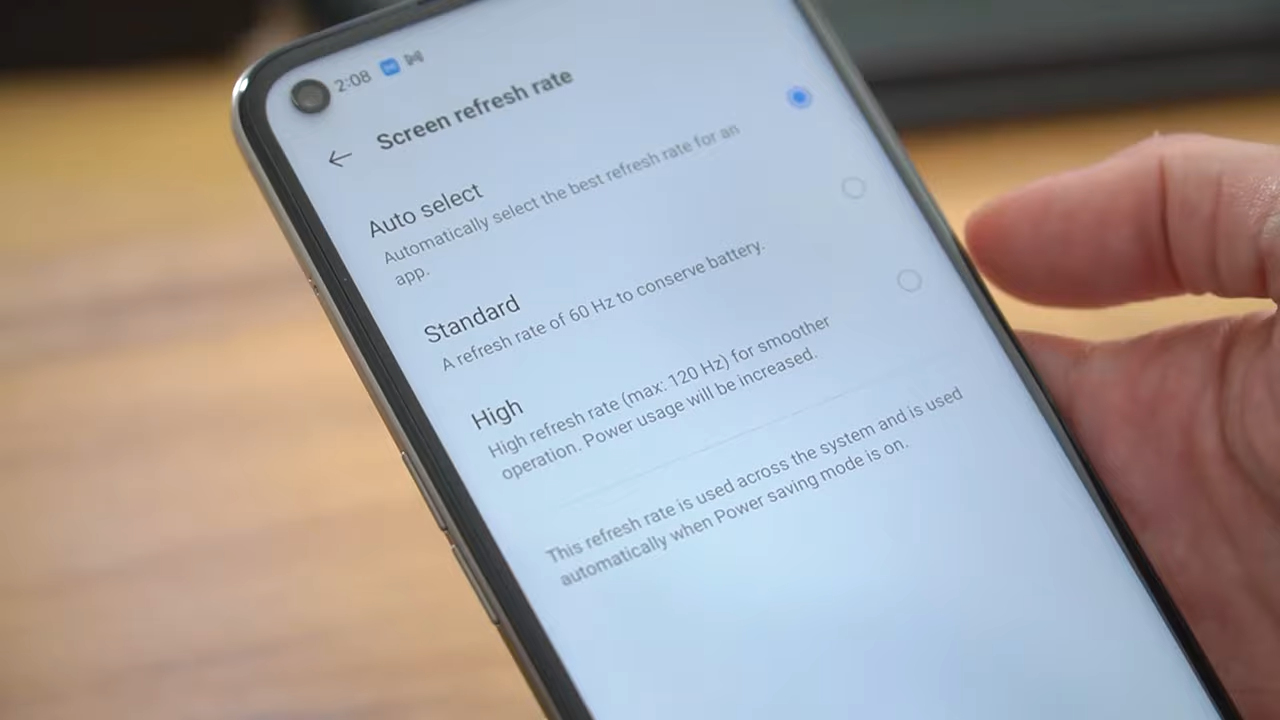 2:08
Screen refresh rate
Auto select
Automatically select the best refresh rate for an
app.
Standard
A refresh rate of 60 Hz to conserve battery.
High
High refresh rate (max: 120 Hz) for smoother
operation. Power usage will be increased.
This refresh rate is used across the system and is used
automatically when Power saving mode is on.